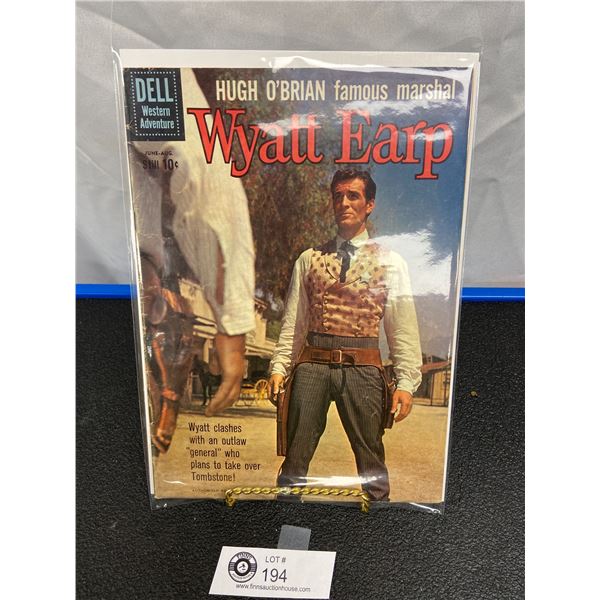 DELL
Western
Adventure
HUGH O'BRIAN famous marshal
Wyatt Earp
JUNE-AUG.
Still 10¢
Wyatt clashes
with an outlaw
"general" who
plans to take over
Tombstone!
LOT #
194
www.finnsauctionhouse.com